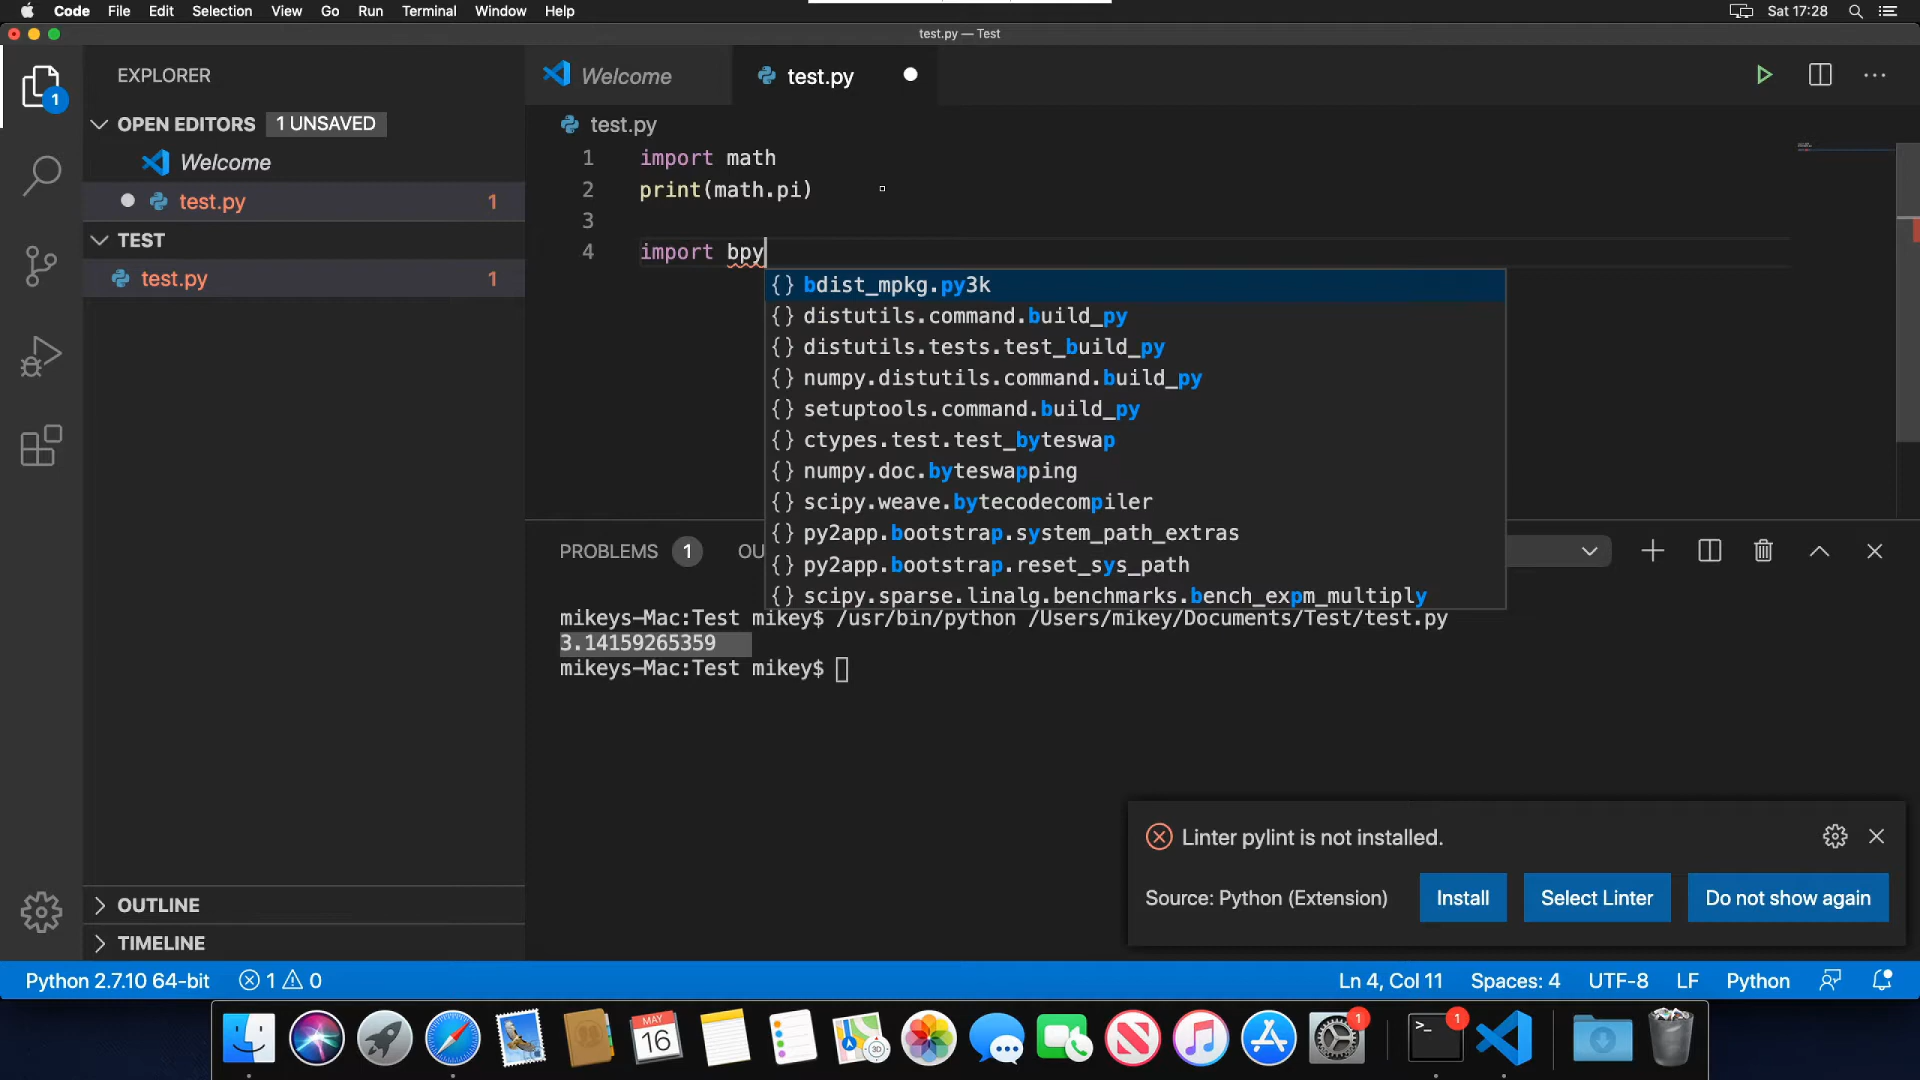 Code File Edit Selection View Go Run Terminal Window Help
Sat 17:28
test.py — Test
EXPLORER
OPEN EDITORS 1 UNSAVED
Welcome
test.py 1
TEST
test.py 1
OUTLINE
TIMELINE
Welcome test.py
test.py
1 import math
2 print(math.pi)
3
4 import bpy
{} bdist_mpkg.py3k
{} distutils.command.build_py
{} distutils.tests.test_build_py
{} numpy.distutils.command.build_py
{} setuptools.command.build_py
{} ctypes.test.test_byteswap
{} numpy.doc.byteswapping
{} scipy.weave.bytecodecompiler
{} py2app.bootstrap.system_path_extras
{} py2app.bootstrap.reset_sys_path
{} scipy.sparse.linalg.benchmarks.bench_expm_multiply
PROBLEMS 1 OU
mikeys-Mac:Test mikey$ /usr/bin/python /Users/mikey/Documents/Test/test.py
3.14159265359
mikeys-Mac:Test mikey$
Linter pylint is not installed.
Source: Python (Extension) Install Select Linter Do not show again
Python 2.7.10 64-bit 1 0
Ln 4, Col 11 Spaces: 4 UTF-8 LF Python
MAY
16
3D
1
>_ 1
1